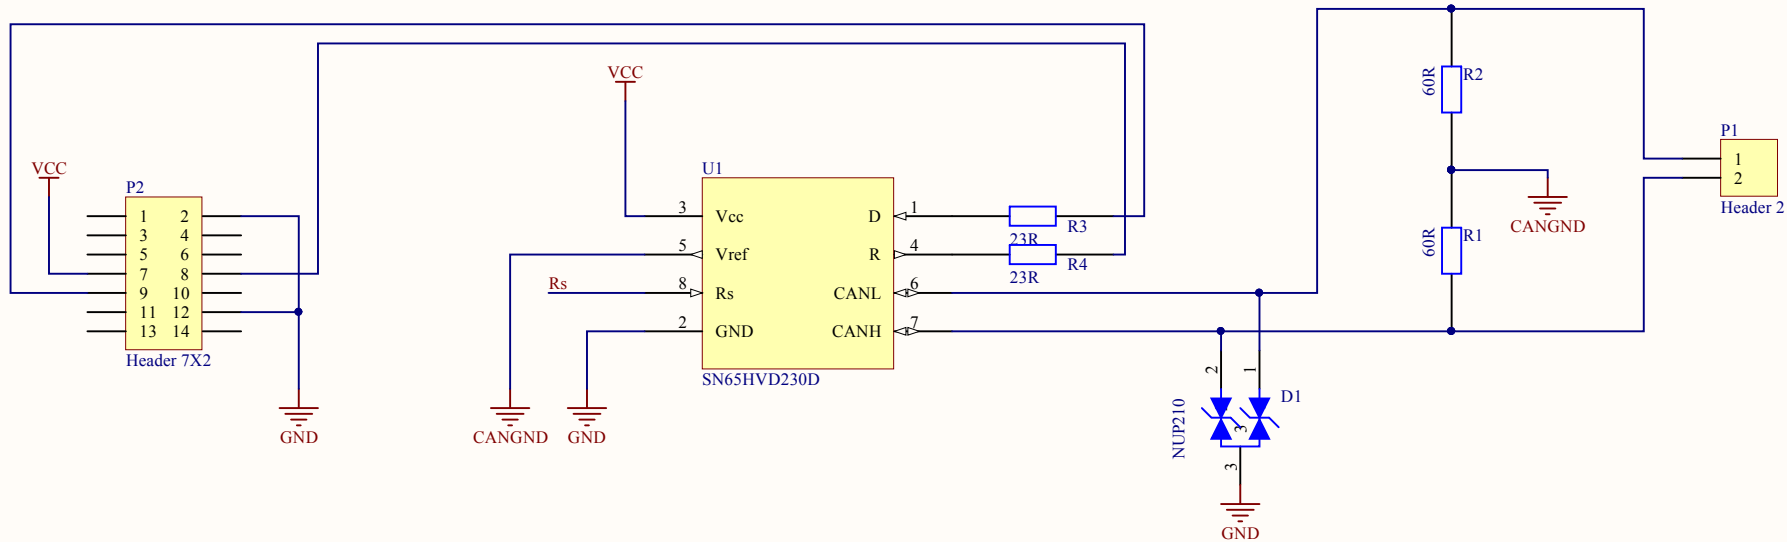 VCC
P2
1 2
3 4
5 6
7 8
9 10
11 12
13 14
Header 7X2
GND
VCC
U1
3 Vcc D 1
5 Vref R 4
Rs 8 Rs CANL 6
2 GND CANH 7
SN65HVD230D
CANGND
GND
R3
23R
R4
23R
2
1
D1
NUP210
3
3
GND
60R
R2
60R
R1
CANGND
P1
1
2
Header 2